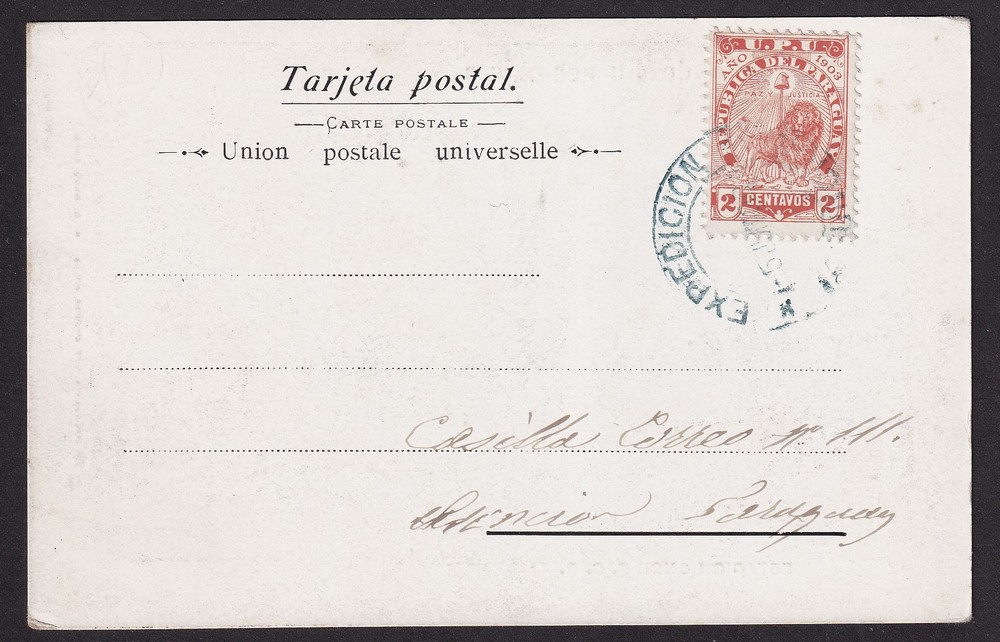 U.P.U.
AÑO 1903
REPUBLICA DEL PARAGUAY
PAZ Y JUSTICIA
2 CENTAVOS 2
Tarjeta postal.
CARTE POSTALE
Union postale universelle
EXPEDICION
Casilla Correo Nº 111.
Asuncion Paraguay